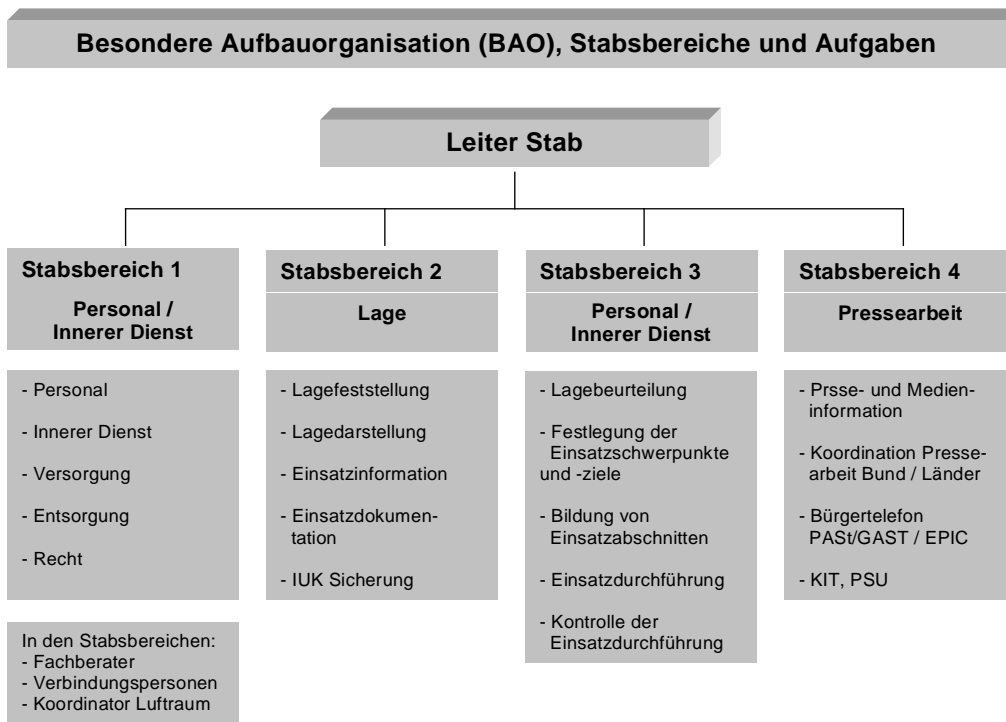 Besondere Aufbauorganisation (BAO), Stabsbereiche und Aufgaben
Leiter Stab
Stabsbereich 1
Personal /
Innerer Dienst
- Personal
- Innerer Dienst
- Versorgung
- Entsorgung
- Recht
In den Stabsbereichen:
- Fachberater
- Verbindungspersonen
- Koordinator Luftraum
Stabsbereich 2
Lage
- Lagefeststellung
- Lagedarstellung
- Einsatzinformation
- Einsatzdokumen-
tation
- IUK Sicherung
Stabsbereich 3
Personal /
Innerer Dienst
- Lagebeurteilung
- Festlegung der
Einsatzschwerpunkte
und -ziele
- Bildung von
Einsatzabschnitten
- Einsatzdurchführung
- Kontrolle der
Einsatzdurchführung
Stabsbereich 4
Pressearbeit
- Prsse- und Medien-
information
- Koordination Presse-
arbeit Bund / Länder
- Bürgertelefon
PASt/GAST / EPIC
- KIT, PSU